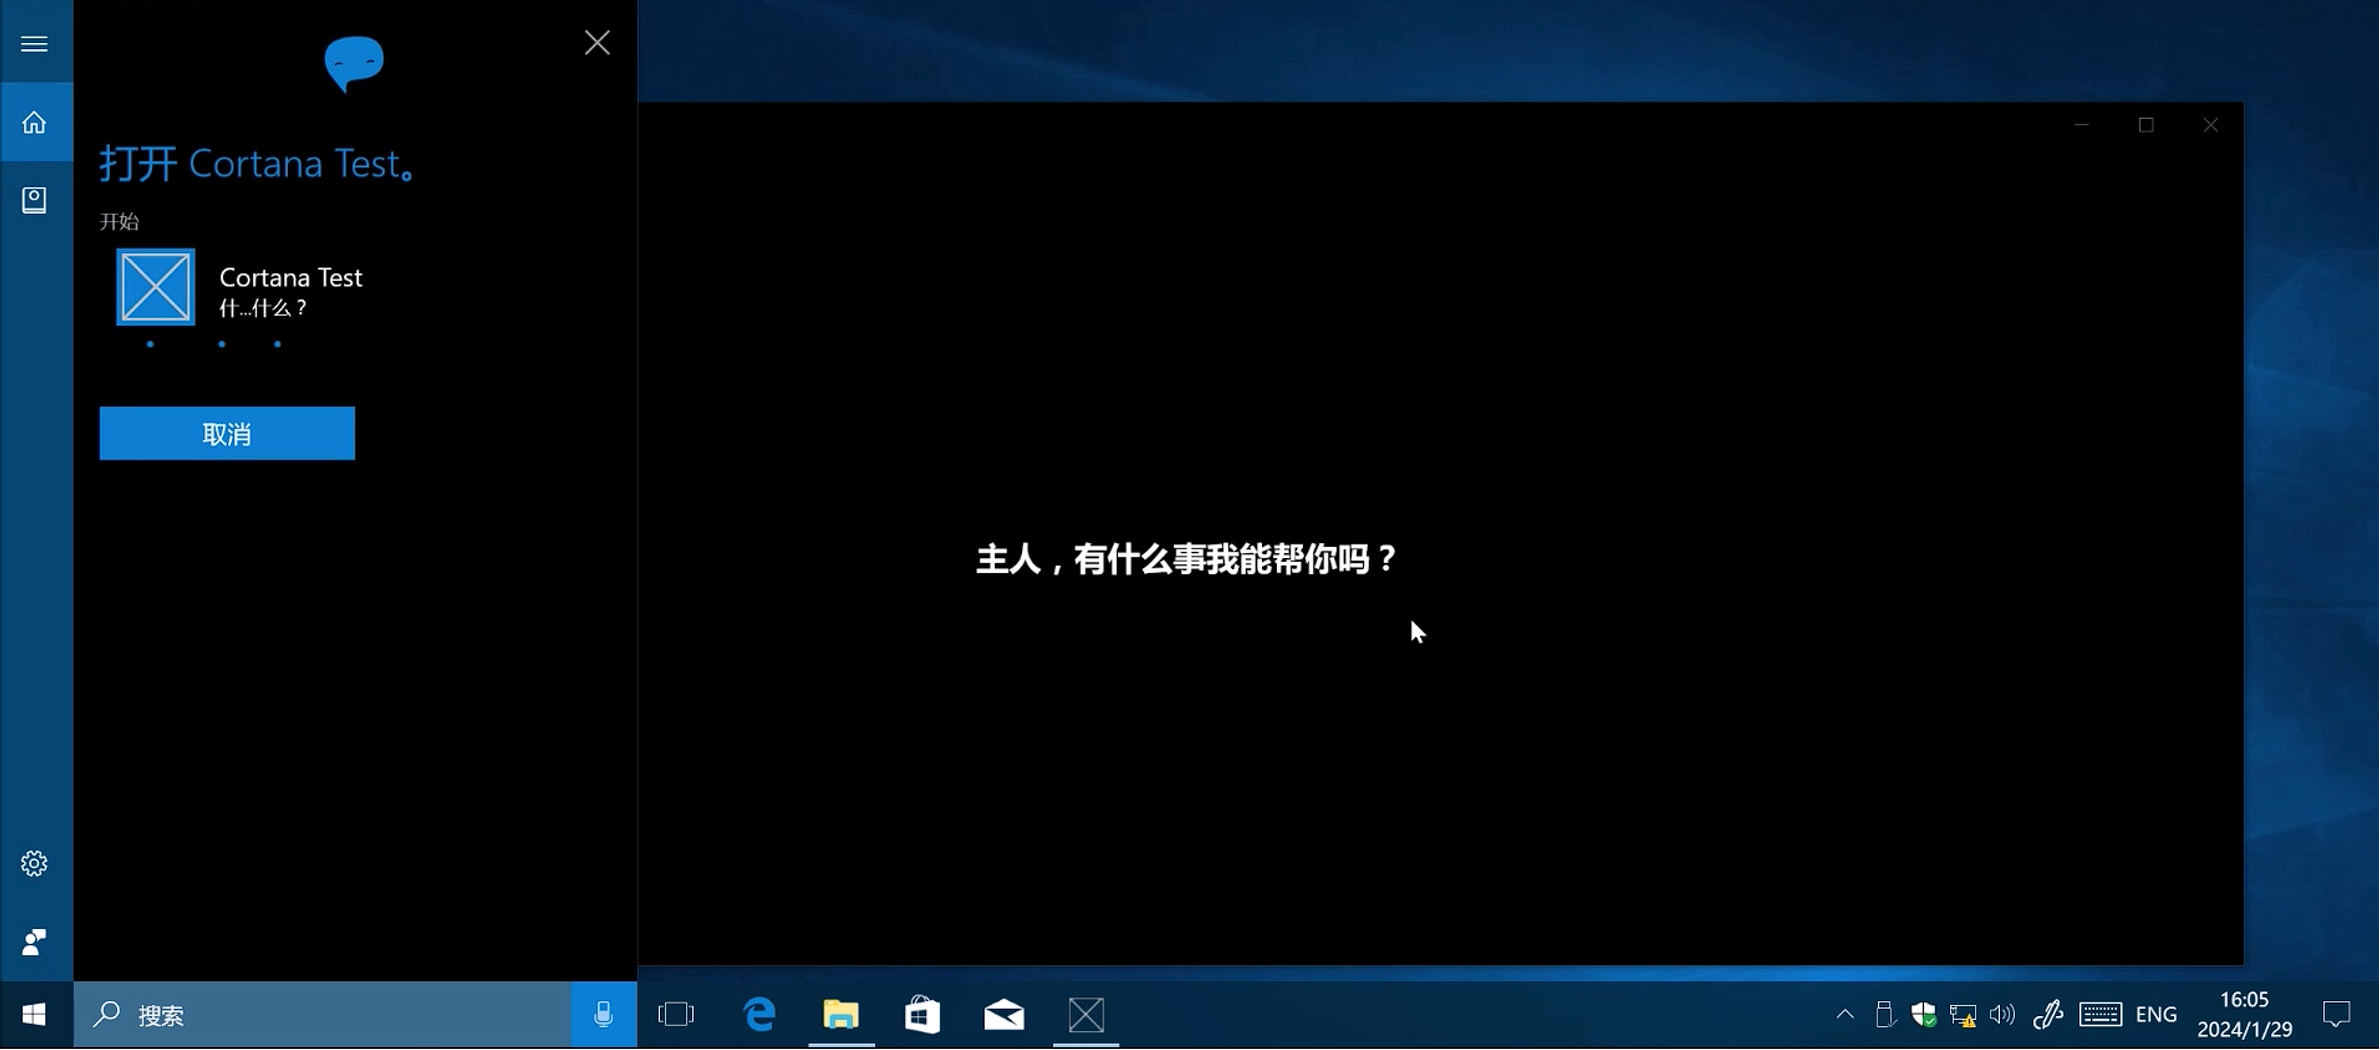 打开 Cortana Test。
开始
Cortana Test
什...什么？
取消
主人，有什么事我能帮你吗？
搜索
ENG
16:05
2024/1/29